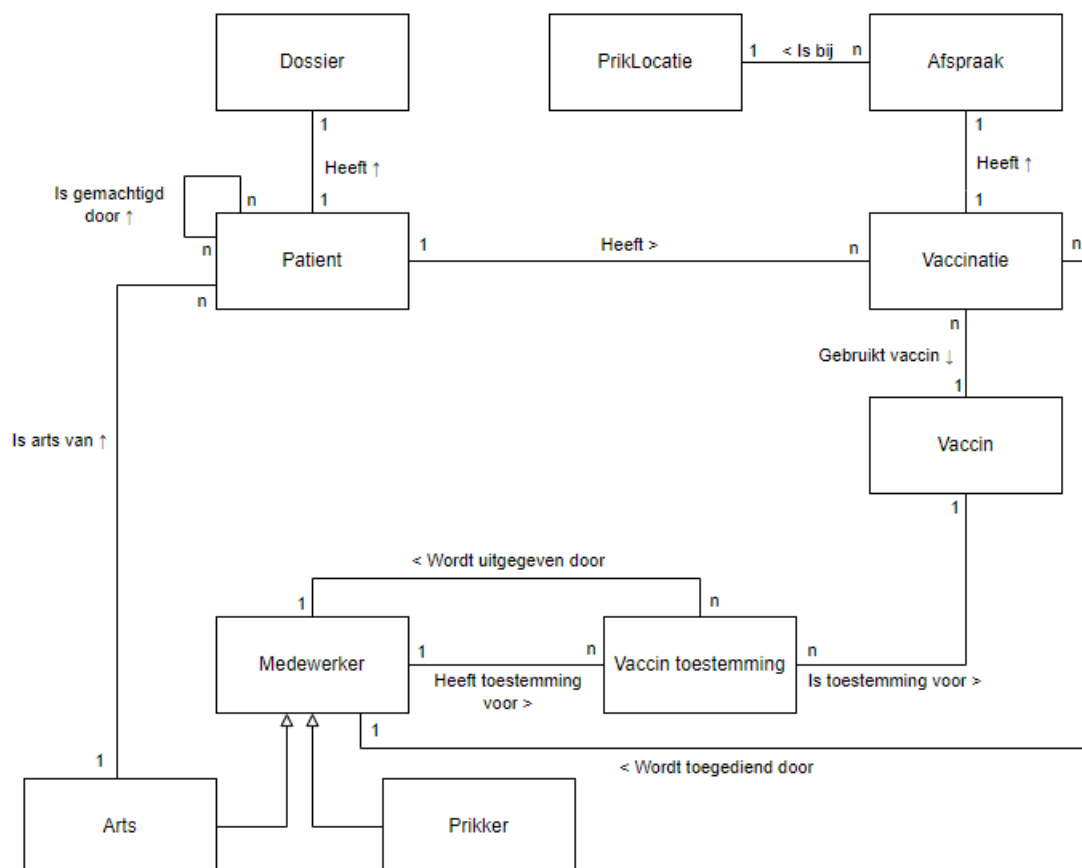 Dossier
PrikLocatie
1
< Is bij
n
Afspraak
1
1
Heeft ↑
Heeft ↑
Is gemachtigd
door ↑
n
1
1
n
Patient
1
Heeft >
n
Vaccinatie
n
n
n
Gebruikt vaccin ↓
1
Is arts van ↑
Vaccin
1
< Wordt uitgegeven door
1
n
Medewerker
1
n
Vaccin toestemming
n
Heeft toestemming
voor >
Is toestemming voor >
1
1
< Wordt toegediend door
Arts
Prikker